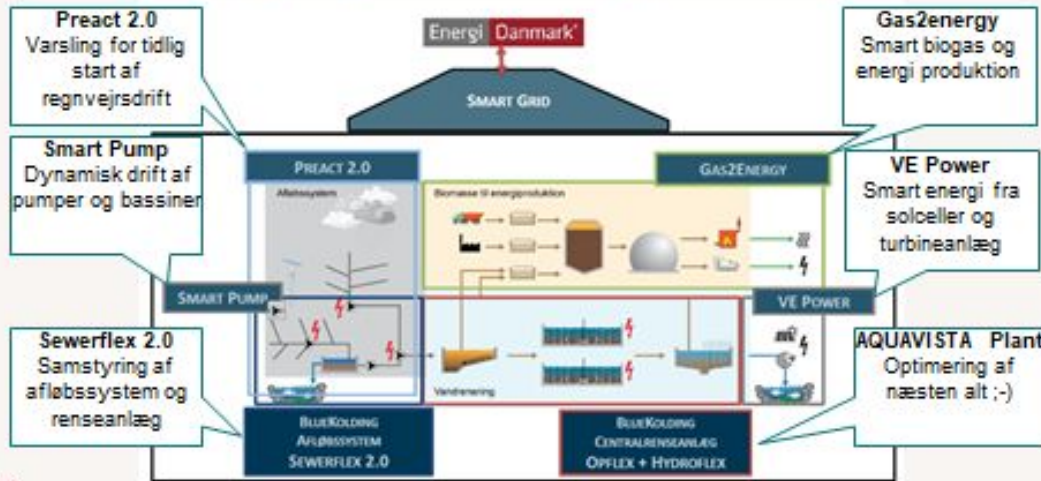 Preact 2.0
Varsling for tidlig
start af
regnvejrsdrift
Energi Danmark
Gas2energy
Smart biogas og
energi produktion
SMART GRID
Smart Pump
Dynamisk drift af
pumper og bassiner
PREACT 2.0
GAS2ENERGY
VE Power
Smart energi fra
solceller og
turbineanlæg
Afløbssystem
Biomasse til energiproduktion
SMART PUMP
VE POWER
Sewerflex 2.0
Samstyring af
afløbssystem og
renseanlæg
Vandrensning
AQUAVISTA Plant
Optimering af
næsten alt ;-)
BLUEKOLDING
AFLØBSSYSTEM
SEWERFLEX 2.0
BLUEKOLDING
CENTRALRENSEANLÆG
OPFLEX + HYDROFLEX